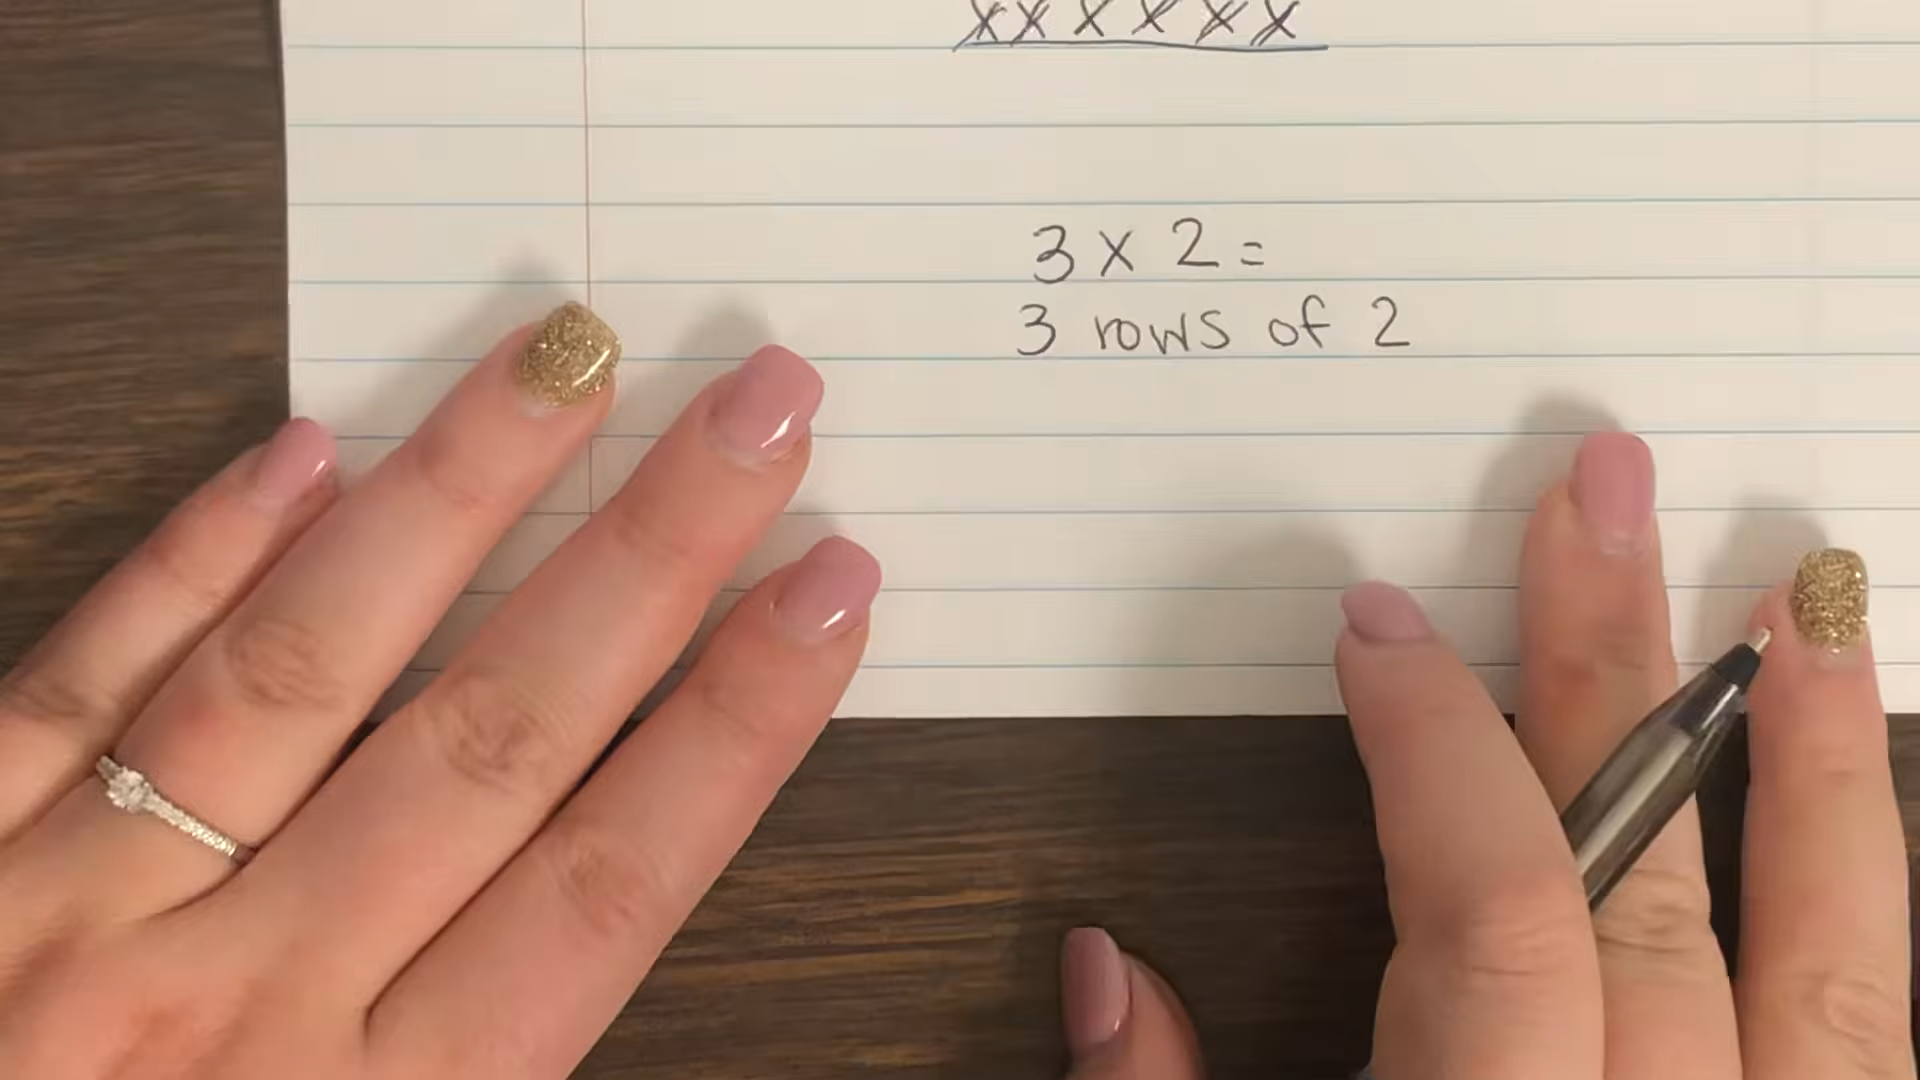 xxxxxx
3 x 2 =
3 rows of 2